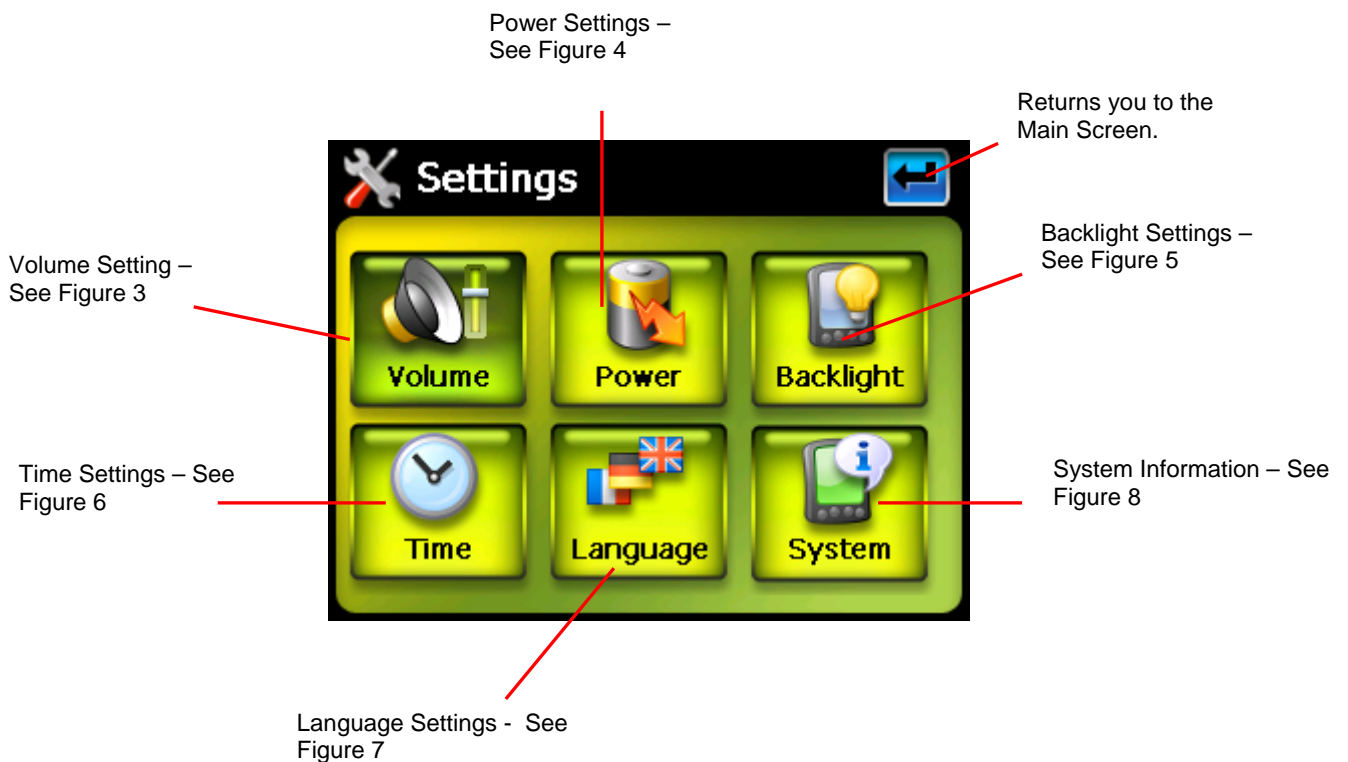 Power Settings –
See Figure 4
Returns you to the
Main Screen.
Settings
Backlight Settings –
See Figure 5
Volume Setting –
See Figure 3
Volume
Power
Backlight
Time Settings – See
Figure 6
System Information – See
Figure 8
i
Time
Language
System
Language Settings -  See
Figure 7